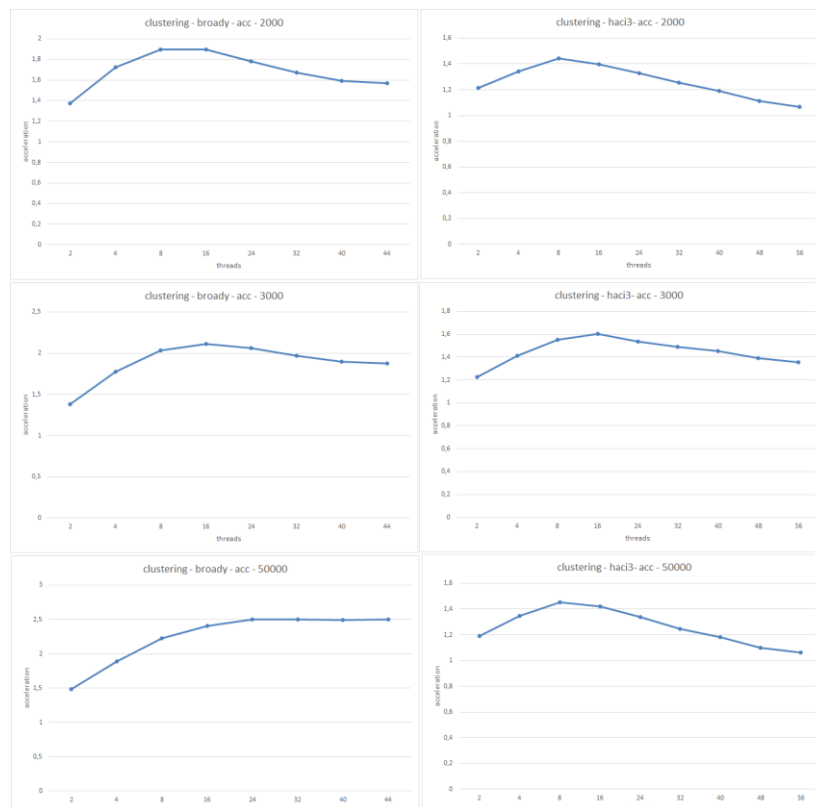 clustering - broady - acc - 2000
2
1,8
1,6
1,4
1,2
1
0,8
0,6
0,4
0,2
0
acceleration
2 4 8 16 24 32 40 44
threads
clustering - haci3- acc - 2000
1,6
1,4
1,2
1
0,8
0,6
0,4
0,2
0
acceleration
2 4 8 16 24 32 40 48 56
threads
clustering - broady - acc - 3000
2,5
2
1,5
1
0,5
0
acceleration
2 4 8 16 24 32 40 44
threads
clustering - haci3- acc - 3000
1,8
1,6
1,4
1,2
1
0,8
0,6
0,4
0,2
0
acceleration
2 4 8 16 24 32 40 48 56
threads
clustering - broady - acc - 50000
3
2,5
2
1,5
1
0,5
0
acceleration
2 4 8 16 24 32 40 44
clustering - haci3- acc - 50000
1,6
1,4
1,2
1
0,8
0,6
0,4
0,2
0
acceleration
2 4 8 16 24 32 40 48 56